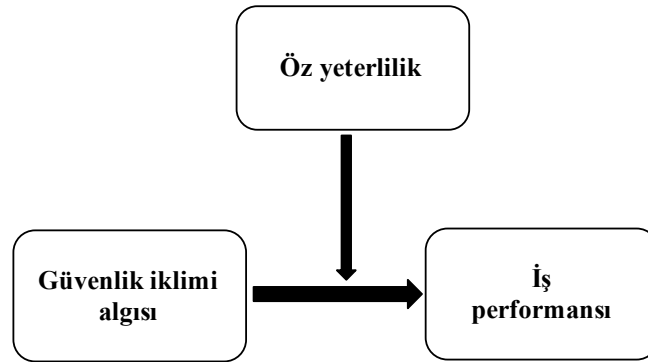 Öz yeterlilik
Güvenlik iklimi
algısı
İş
performansı